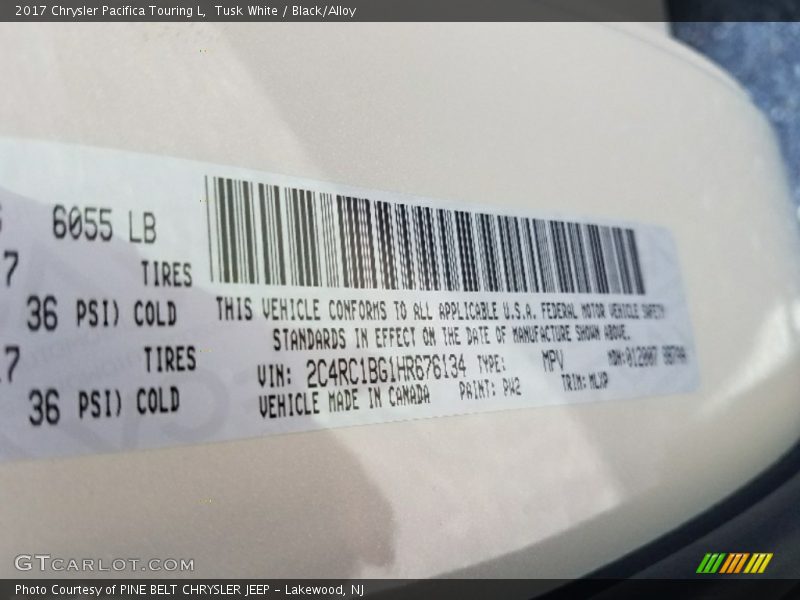 2017 Chrysler Pacifica Touring L, Tusk White / Black/Alloy
6055 LB
7 TIRES
36 PSI) COLD
7 TIRES
36 PSI) COLD
THIS VEHICLE CONFORMS TO ALL APPLICABLE U.S.A. FEDERAL MOTOR VEHICLE SAFETY
STANDARDS IN EFFECT ON THE DATE OF MANUFACTURE SHOWN ABOVE.
VIN: 2C4RC1BG1HR676134 TYPE: MPV MDH:
VEHICLE MADE IN CANADA PAINT: PW2 TRIM:
GTCARLOT.COM
Photo Courtesy of PINE BELT CHRYSLER JEEP - Lakewood, NJ